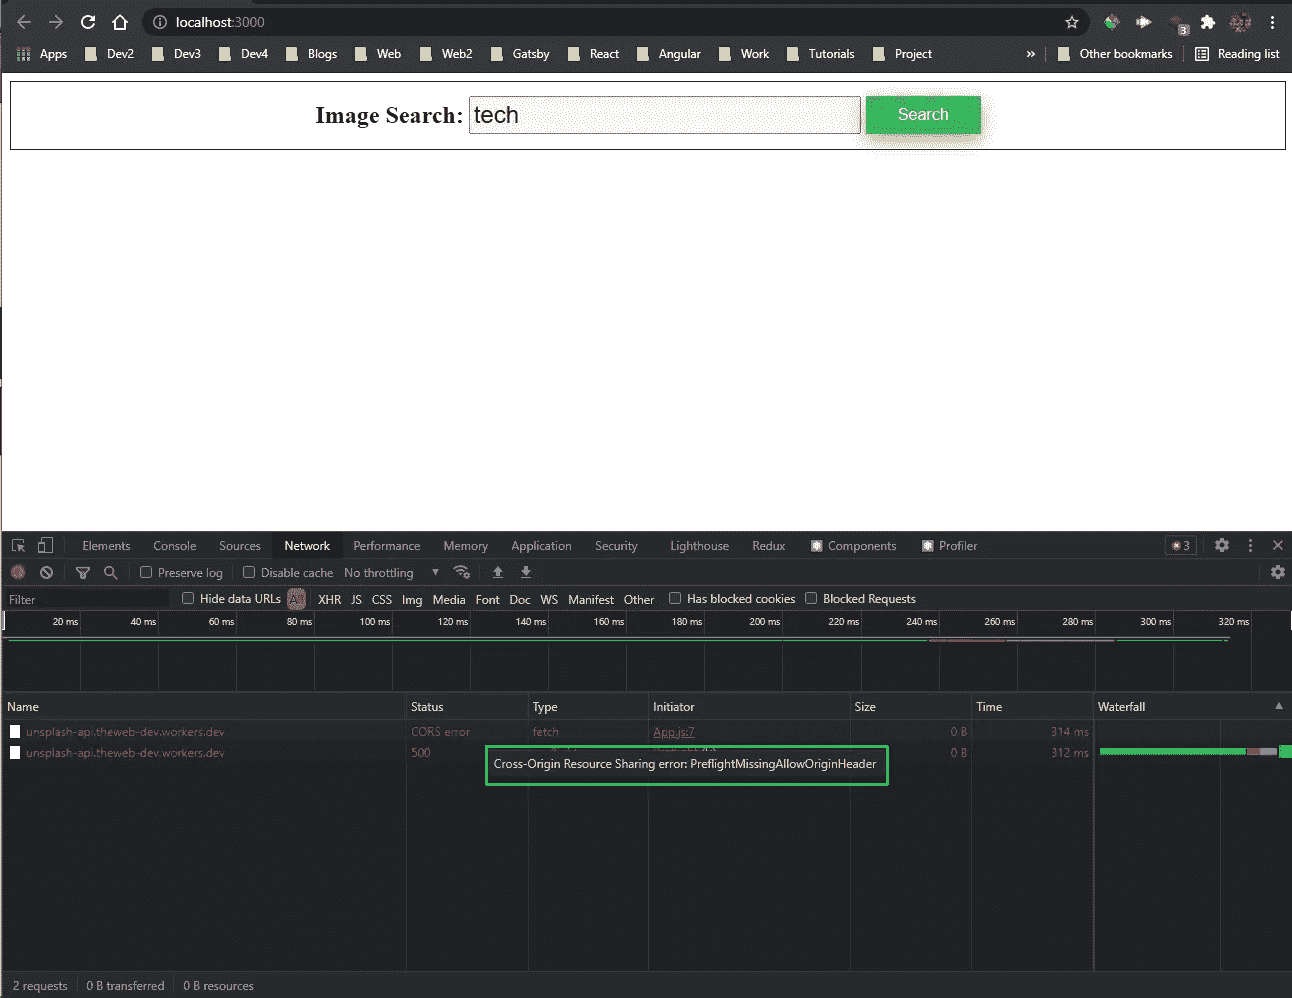 localhost:3000
3
Apps Dev2 Dev3 Dev4 Blogs Web Web2 Gatsby React Angular Work Tutorials Project » Other bookmarks Reading list
Image Search: tech Search
Elements Console Sources Network Performance Memory Application Security Lighthouse Redux Components Profiler 3
Preserve log Disable cache No throttling
Filter Hide data URLs All XHR JS CSS Img Media Font Doc WS Manifest Other Has blocked cookies Blocked Requests
20 ms 40 ms 60 ms 80 ms 100 ms 120 ms 140 ms 160 ms 180 ms 200 ms 220 ms 240 ms 260 ms 280 ms 300 ms 320 ms
Name Status Type Initiator Size Time Waterfall
unsplash-api.theweb-dev.workers.dev CORS error fetch App.js:7 0 B 314 ms
unsplash-api.theweb-dev.workers.dev 500 0 B 312 ms
Cross-Origin Resource Sharing error: PreflightMissingAllowOriginHeader
2 requests 0 B transferred 0 B resources